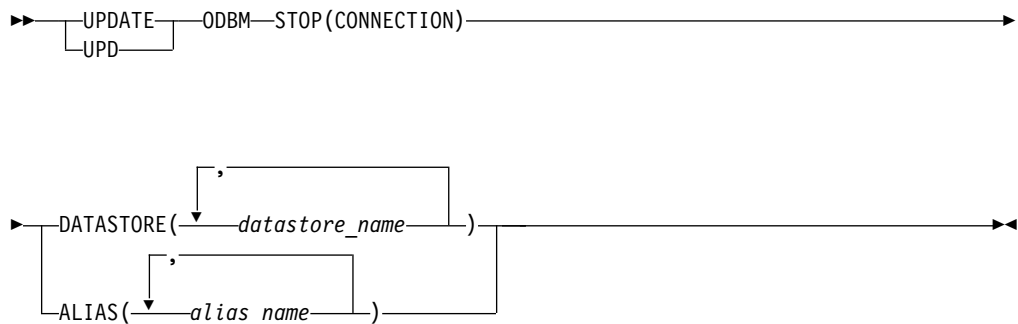 UPDATE ODBM STOP(CONNECTION)
UPD
,
DATASTORE( datastore_name )
,
ALIAS( alias name )